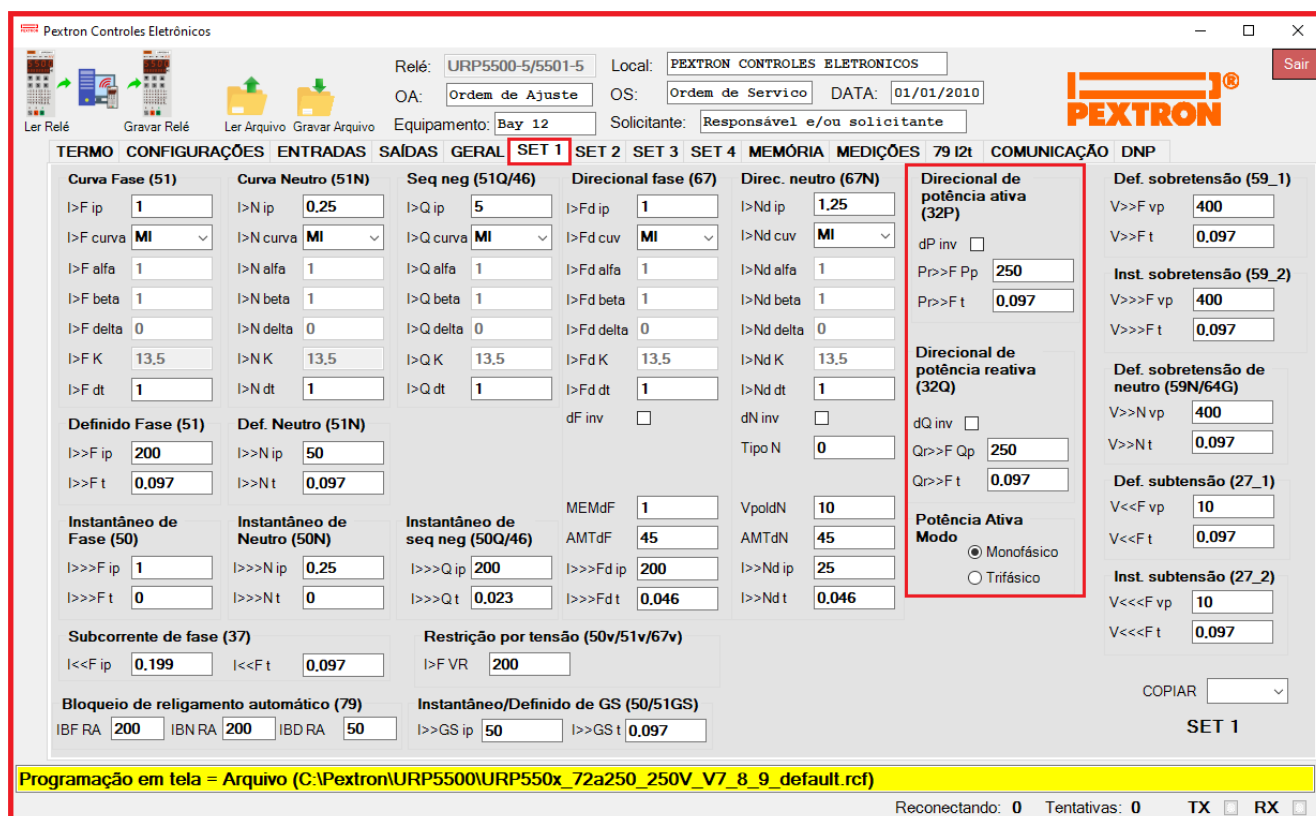 Pextron Controles Eletrônicos
Ler Relé Gravar Relé Ler Arquivo Gravar Arquivo
Relé: URP5500-5/5501-5 Local: PEXTRON CONTROLES ELETRONICOS
OA: Ordem de Ajuste OS: Ordem de Servico DATA: 01/01/2010
Equipamento: Bay 12 Solicitante: Responsável e/ou solicitante
PEXTRON ®
Sair
TERMO CONFIGURAÇÕES ENTRADAS SAÍDAS GERAL SET 1 SET 2 SET 3 SET 4 MEMÓRIA MEDIÇÕES 79 I2t COMUNICAÇÃO DNP
Curva Fase (51)
I>F ip 1
I>F curva MI
I>F alfa 1
I>F beta 1
I>F delta 0
I>F K 13,5
I>F dt 1
Definido Fase (51)
I>>F ip 200
I>>F t 0,097
Instantâneo de
Fase (50)
I>>>F ip 1
I>>>F t 0
Curva Neutro (51N)
I>N ip 0,25
I>N curva MI
I>N alfa 1
I>N beta 1
I>N delta 0
I>N K 13,5
I>N dt 1
Def. Neutro (51N)
I>>N ip 50
I>>N t 0,097
Instantâneo de
Neutro (50N)
I>>>N ip 0,25
I>>>N t 0
Seq neg (51Q/46)
I>Q ip 5
I>Q curva MI
I>Q alfa 1
I>Q beta 1
I>Q delta 0
I>Q K 13,5
I>Q dt 1
Instantâneo de
seq neg (50Q/46)
I>>>Q ip 200
I>>>Q t 0,023
Direcional fase (67)
I>Fd ip 1
I>Fd cuv MI
I>Fd alfa 1
I>Fd beta 1
I>Fd delta 0
I>Fd K 13,5
I>Fd dt 1
dF inv
MEMdF 1
AMTdF 45
I>>>Fd ip 200
I>>>Fd t 0,046
Direc. neutro (67N)
I>Nd ip 1,25
I>Nd cuv MI
I>Nd alfa 1
I>Nd beta 1
I>Nd delta 0
I>Nd K 13,5
I>Nd dt 1
dN inv
Tipo N 0
VpoldN 10
AMTdN 45
I>>Nd ip 25
I>>Nd t 0,046
Direcional de
potência ativa
(32P)
dP inv
Pr>>F Pp 250
Pr>>F t 0,097
Direcional de
potência reativa
(32Q)
dQ inv
Qr>>F Qp 250
Qr>>F t 0,097
Potência Ativa
Modo
Monofásico
Trifásico
Def. sobretensão (59_1)
V>>F vp 400
V>>F t 0,097
Inst. sobretensão (59_2)
V>>>F vp 400
V>>>F t 0,097
Def. sobretensão de
neutro (59N/64G)
V>>N vp 400
V>>N t 0,097
Def. subtensão (27_1)
V<<F vp 10
V<<F t 0,097
Inst. subtensão (27_2)
V<<<F vp 10
V<<<F t 0,097
Subcorrente de fase (37)
I<<F ip 0,199 I<<F t 0,097
Restrição por tensão (50v/51v/67v)
I>F VR 200
Bloqueio de religamento automático (79)
IBF RA 200 IBN RA 200 IBD RA 50
Instantâneo/Definido de GS (50/51GS)
I>>GS ip 50 I>>GS t 0,097
COPIAR
SET 1
Programação em tela = Arquivo (C:\Pextron\URP5500\URP550x_72a250_250V_V7_8_9_default.rcf)
Reconectando: 0 Tentativas: 0 TX RX